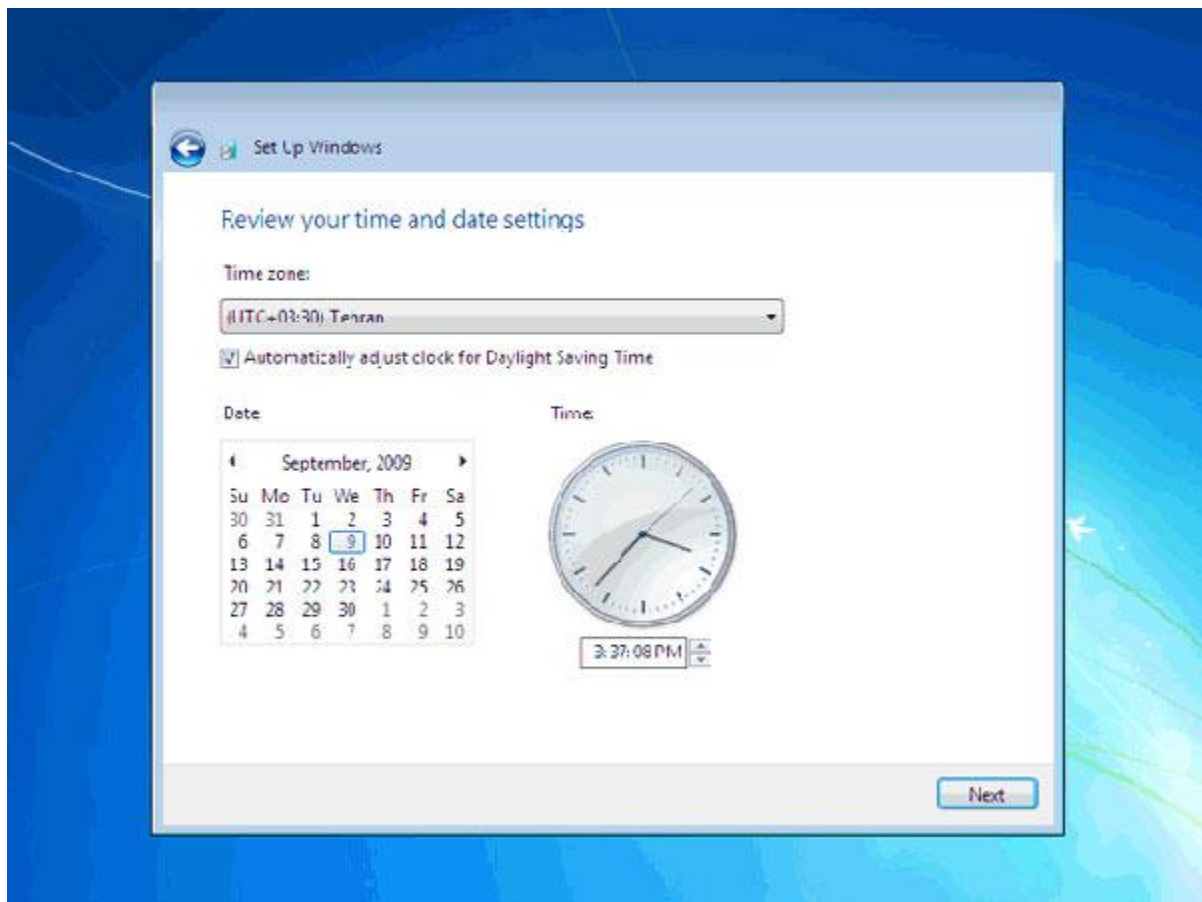 Set Up Windows
Review your time and date settings
Time zone:
(UTC+03:30) Tehran
Automatically adjust clock for Daylight Saving Time
Date: Time:
September, 2009
Su Mo Tu We Th Fr Sa
30 31 1 2 3 4 5
6 7 8 9 10 11 12
13 14 15 16 17 18 19
20 21 22 23 24 25 26
27 28 29 30 1 2 3
4 5 6 7 8 9 10
3:37:08 PM
Next